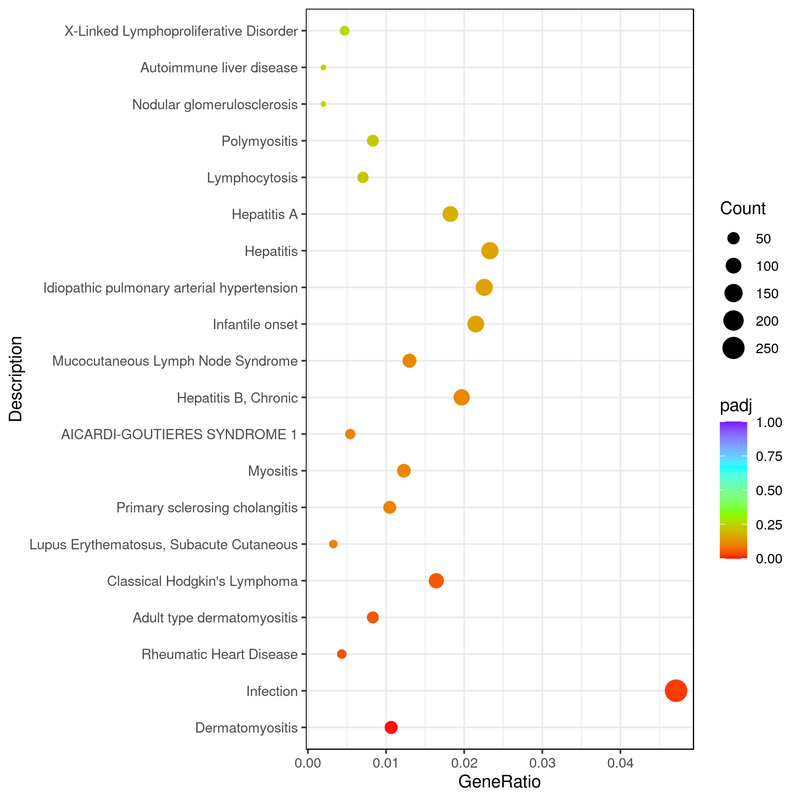 X-Linked Lymphoproliferative Disorder
Autoimmune liver disease
Nodular glomerulosclerosis
Polymyositis
Lymphocytosis
Hepatitis A
Hepatitis
Idiopathic pulmonary arterial hypertension
Infantile onset
Mucocutaneous Lymph Node Syndrome
Hepatitis B, Chronic
AICARDI-GOUTIERES SYNDROME 1
Myositis
Primary sclerosing cholangitis
Lupus Erythematosus, Subacute Cutaneous
Classical Hodgkin's Lymphoma
Adult type dermatomyositis
Rheumatic Heart Disease
Infection
Dermatomyositis
Description
0.00 0.01 0.02 0.03 0.04
GeneRatio
Count
50
100
150
200
250
padj
1.00
0.75
0.50
0.25
0.00